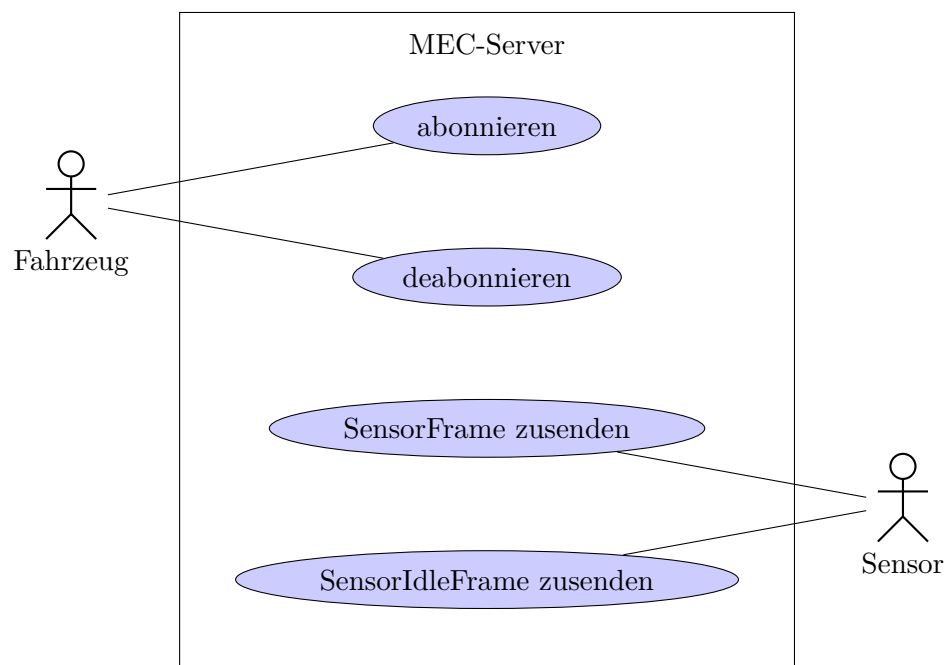 MEC-Server
abonnieren
Fahrzeug
deabonnieren
SensorFrame zusenden
Sensor
SensorIdleFrame zusenden